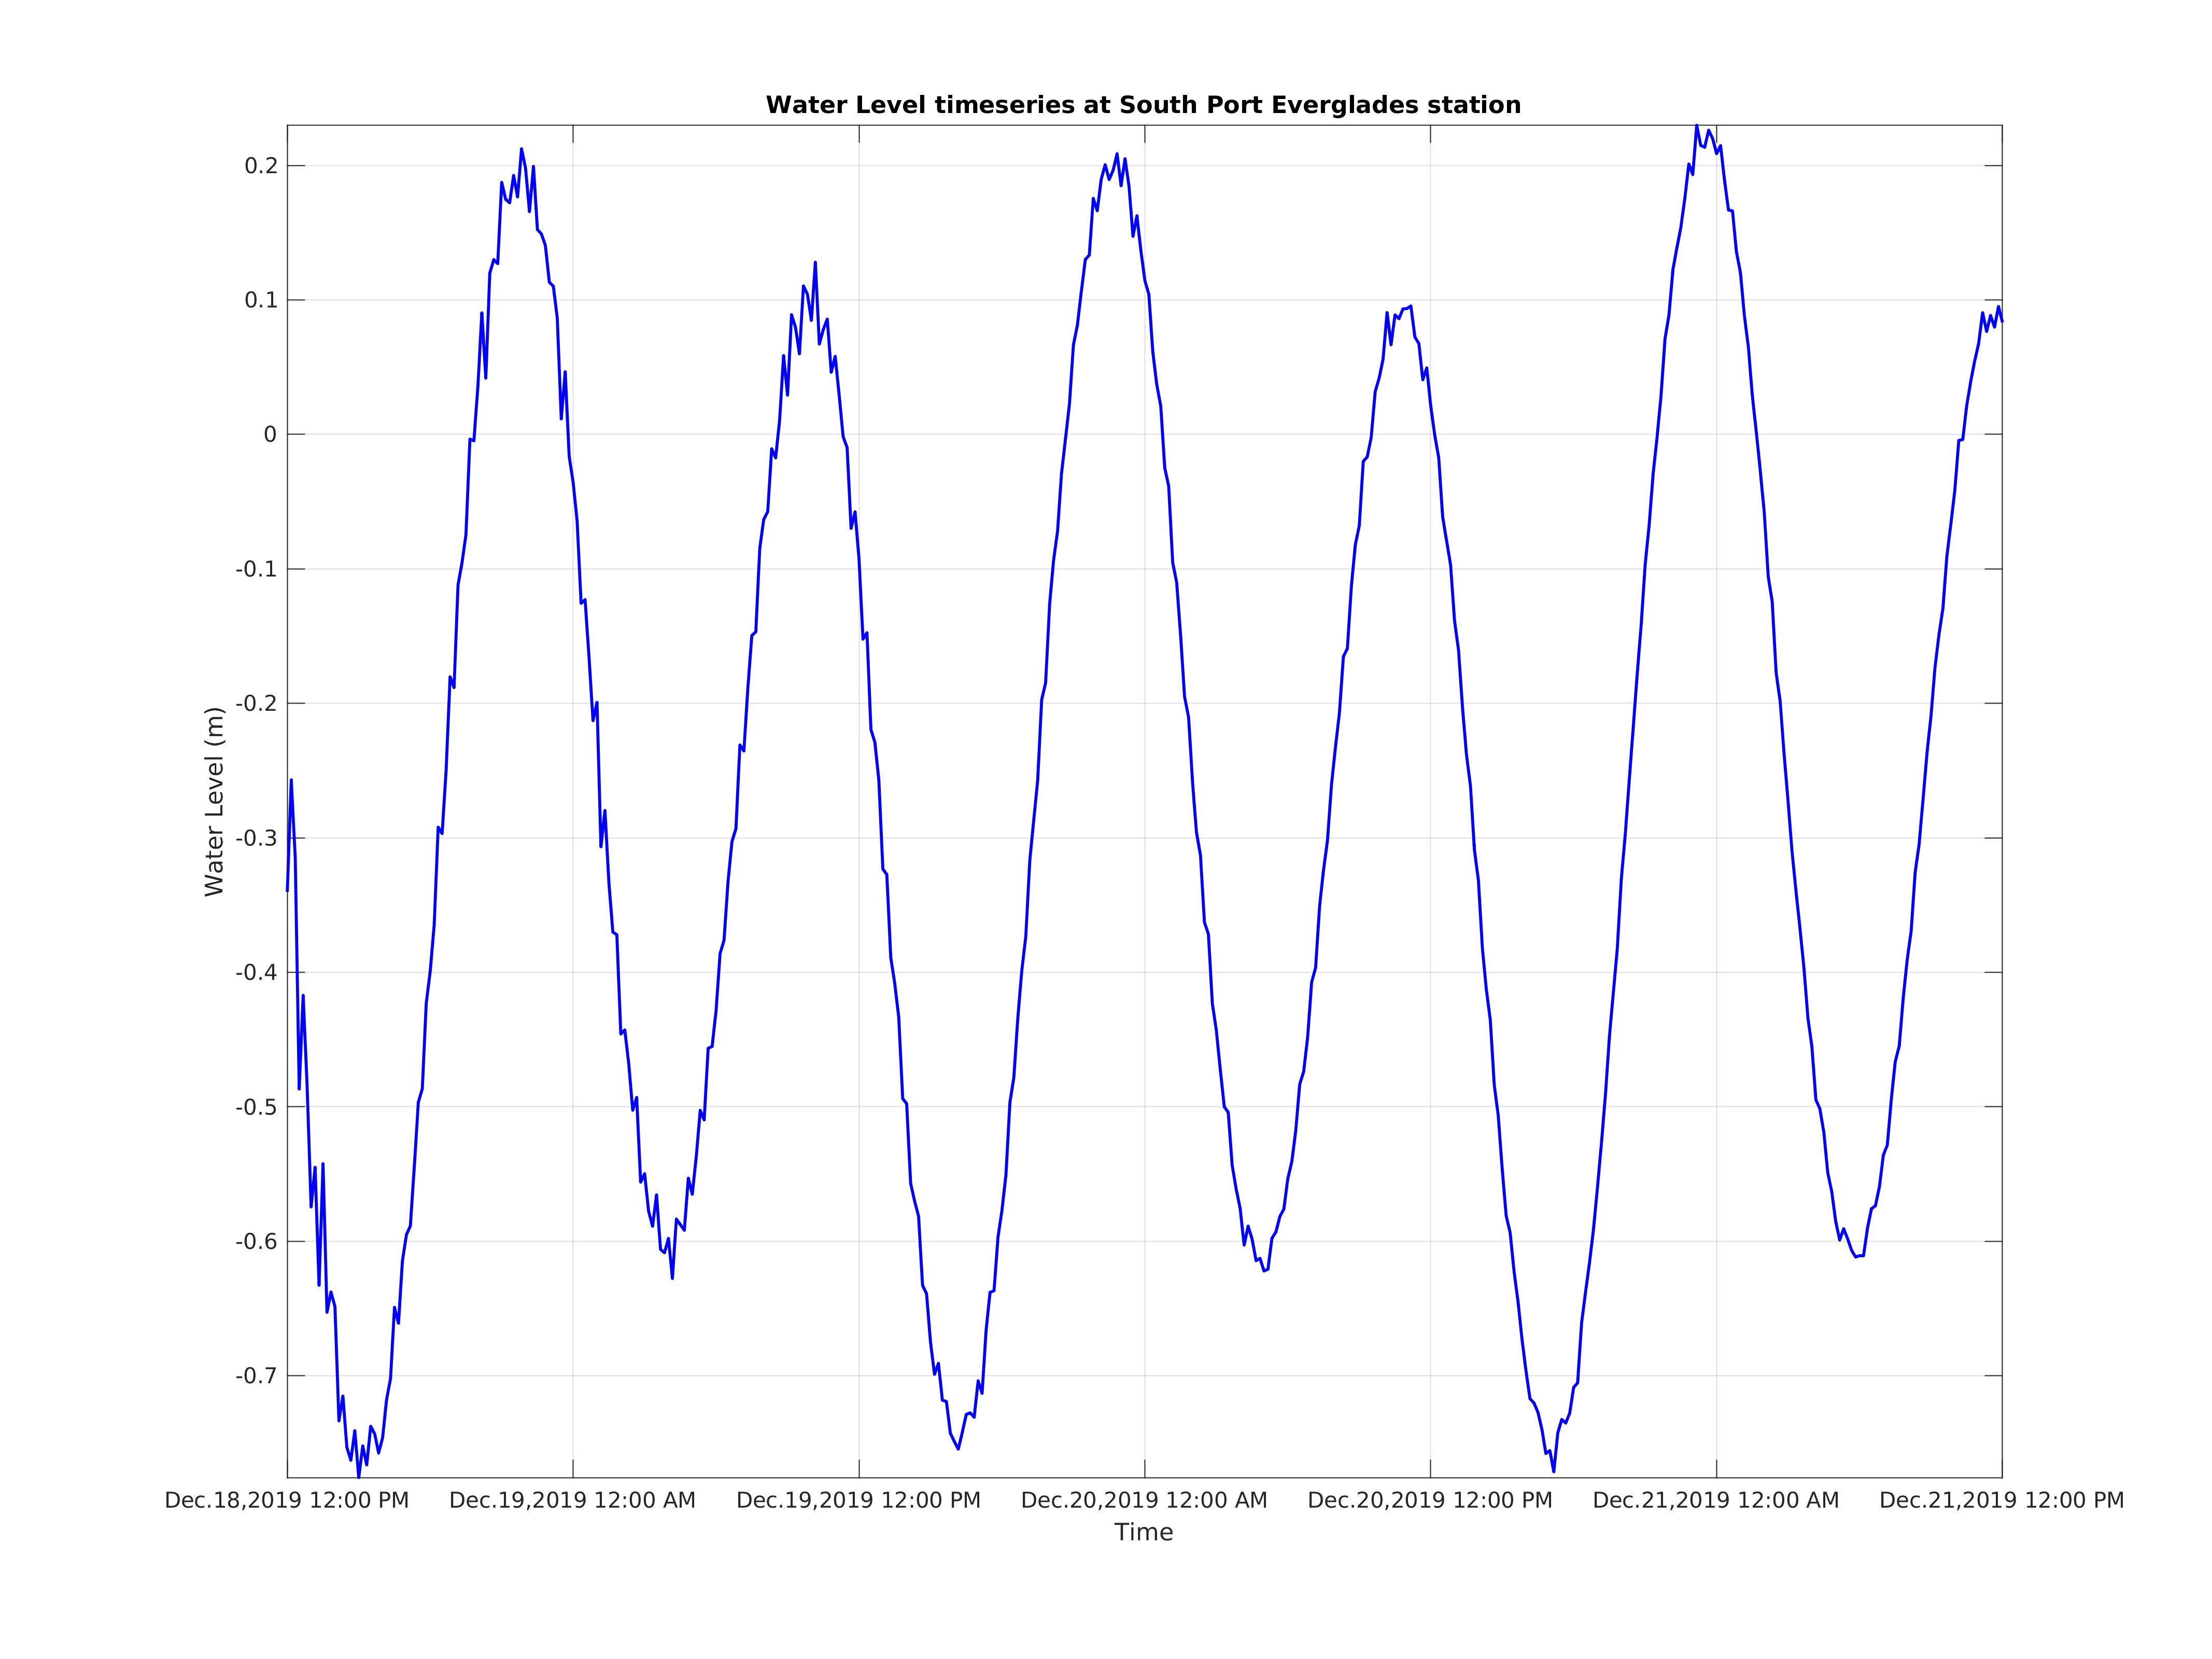 Water Level timeseries at South Port Everglades station
0.2
0.1
0
-0.1
-0.2
-0.3
-0.4
-0.5
-0.6
-0.7
Water Level (m)
Dec.18,2019 12:00 PM
Dec.19,2019 12:00 AM
Dec.19,2019 12:00 PM
Dec.20,2019 12:00 AM
Dec.20,2019 12:00 PM
Dec.21,2019 12:00 AM
Dec.21,2019 12:00 PM
Time